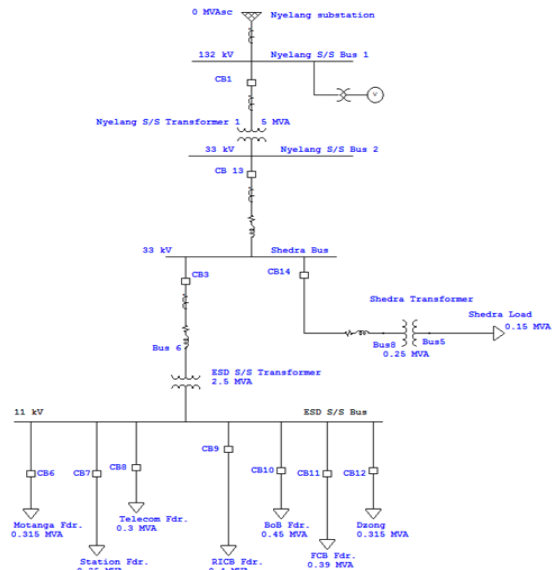 0 MVAsc Nyelang substation
132 kV Nyelang S/S Bus 1
CB1
V
Nyelang S/S Transformer 1 5 MVA
33 kV Nyelang S/S Bus 2
CB 13
33 kV Shedra Bus
CB3 CB14
Shedra Transformer
Shedra Load
0.15 MVA
Bus 6 Bus8 Bus5
0.25 MVA
ESD S/S Transformer
2.5 MVA
11 kV ESD S/S Bus
CB6 CB7 CB8 CB9 CB10 CB11 CB12
Motanga Fdr.
0.315 MVA
Telecom Fdr.
0.3 MVA
BoB Fdr.
0.45 MVA
Dzong
0.315 MVA
Station Fdr.
RICB Fdr.
FCB Fdr.
0.39 MVA